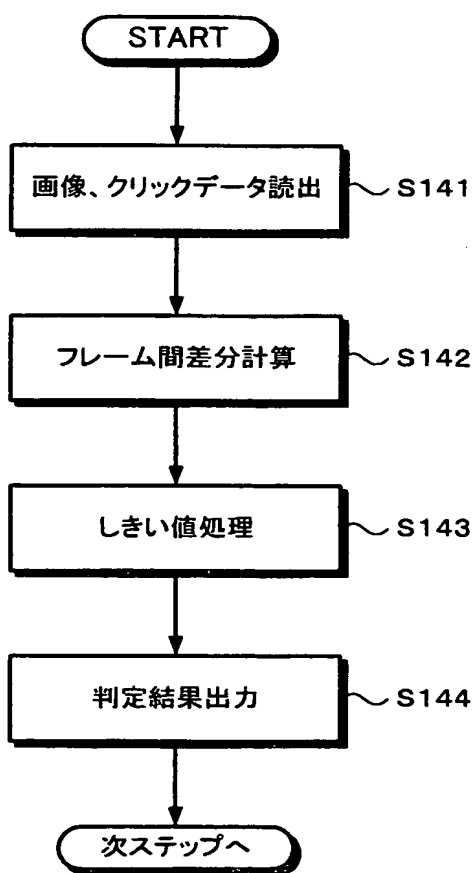 START
画像、クリックデータ読出 S141
フレーム間差分計算 S142
しきい値処理 S143
判定結果出力 S144
次ステップへ